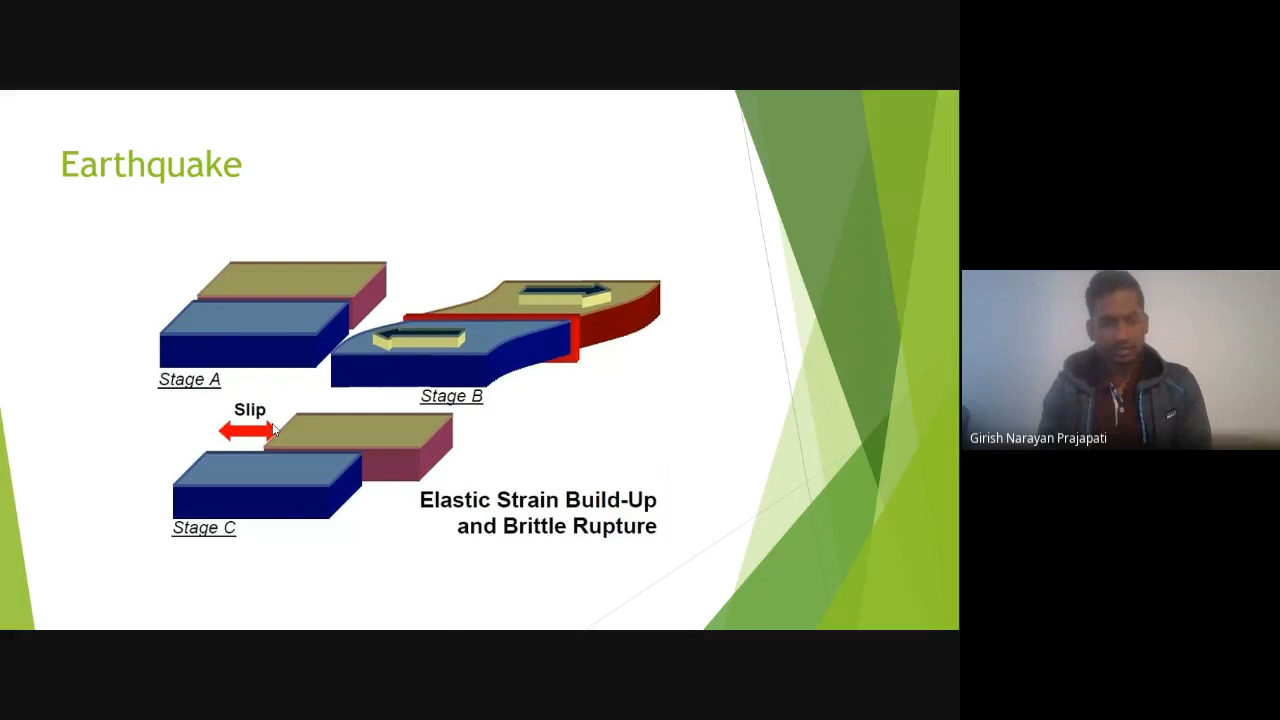 Earthquake
Stage A
Stage B
Slip
Stage C
Elastic Strain Build-Up
and Brittle Rupture
Girish Narayan Prajapati